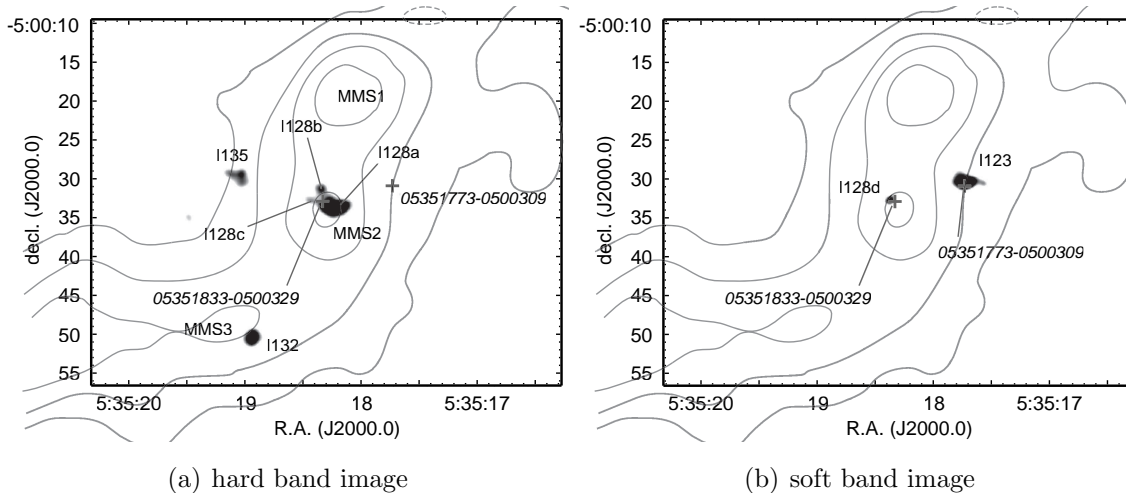 -5:00:10
15
20
25
30
35
40
45
50
55
decl. (J2000.0)
MMS1
I128b
I128a
I135
05351773-0500309
I128c
MMS2
05351833-0500329
MMS3
I132
5:35:20
19
18
5:35:17
R.A. (J2000.0)
(a) hard band image
-5:00:10
15
20
25
30
35
40
45
50
55
decl. (J2000.0)
I123
I128d
05351773-0500309
05351833-0500329
5:35:20
19
18
5:35:17
R.A. (J2000.0)
(b) soft band image